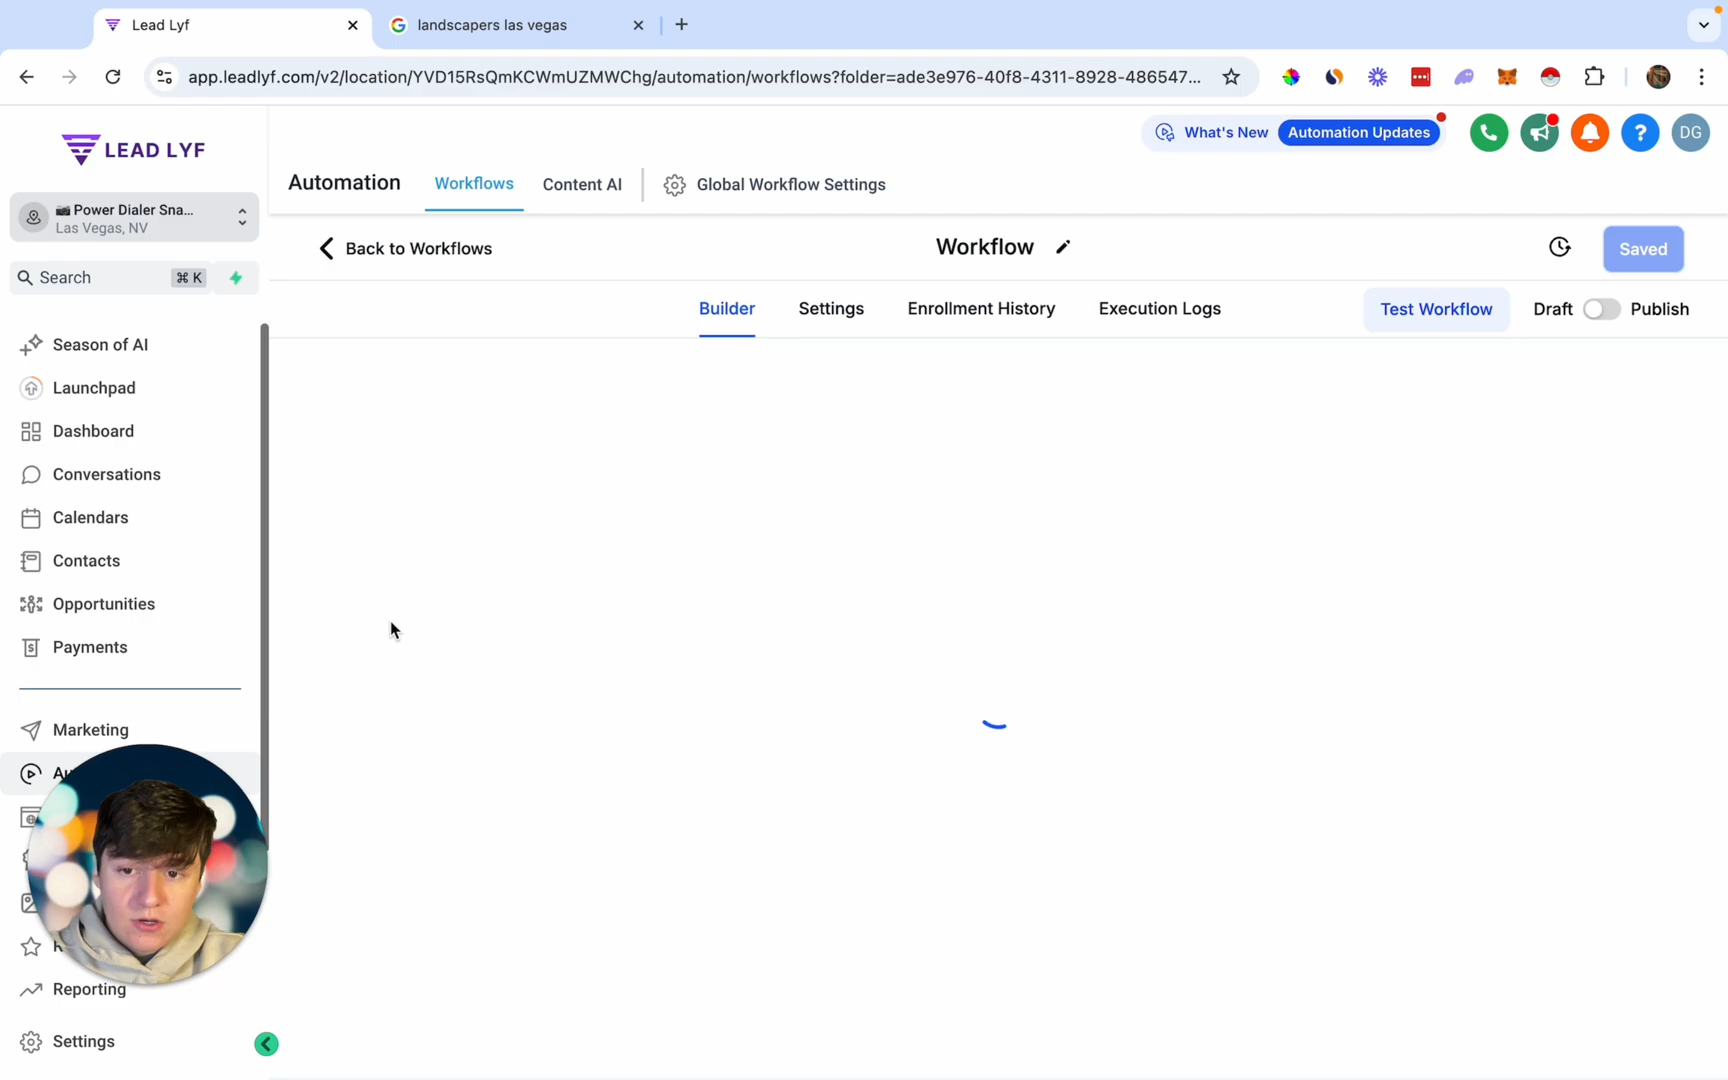 Lead Lyf
landscapers las vegas
app.leadlyf.com/v2/location/YVD15RsQmKCWmUZMWChg/automation/workflows?folder=ade3e976-40f8-4311-8928-486547...
LEAD LYF
What's New
Automation Updates
DG
Automation
Workflows
Content AI
Global Workflow Settings
Power Dialer Sna...
Las Vegas, NV
Back to Workflows
Workflow
Saved
Search
⌘ K
Builder
Settings
Enrollment History
Execution Logs
Test Workflow
Draft
Publish
Season of AI
Launchpad
Dashboard
Conversations
Calendars
Contacts
Opportunities
Payments
Marketing
Reporting
Settings